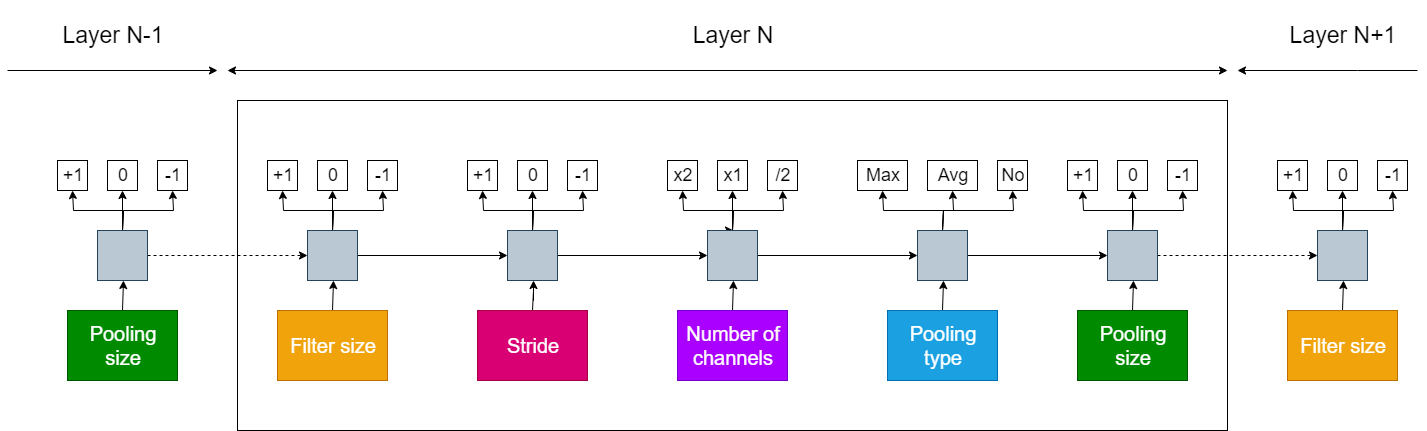 Layer N-1
Layer N
Layer N+1
+1 0 -1
+1 0 -1
+1 0 -1
x2 x1 /2
Max Avg No
+1 0 -1
+1 0 -1
Pooling
size
Filter size
Stride
Number of
channels
Pooling
type
Pooling
size
Filter size